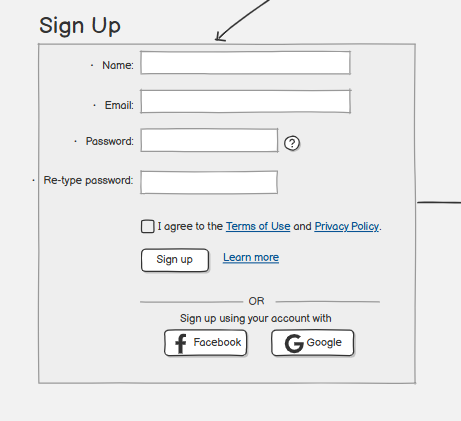 Sign Up
· Name:
· Email:
· Password: ?
· Re-type password:
I agree to the Terms of Use and Privacy Policy.
Sign up Learn more
OR
Sign up using your account with
f Facebook G Google